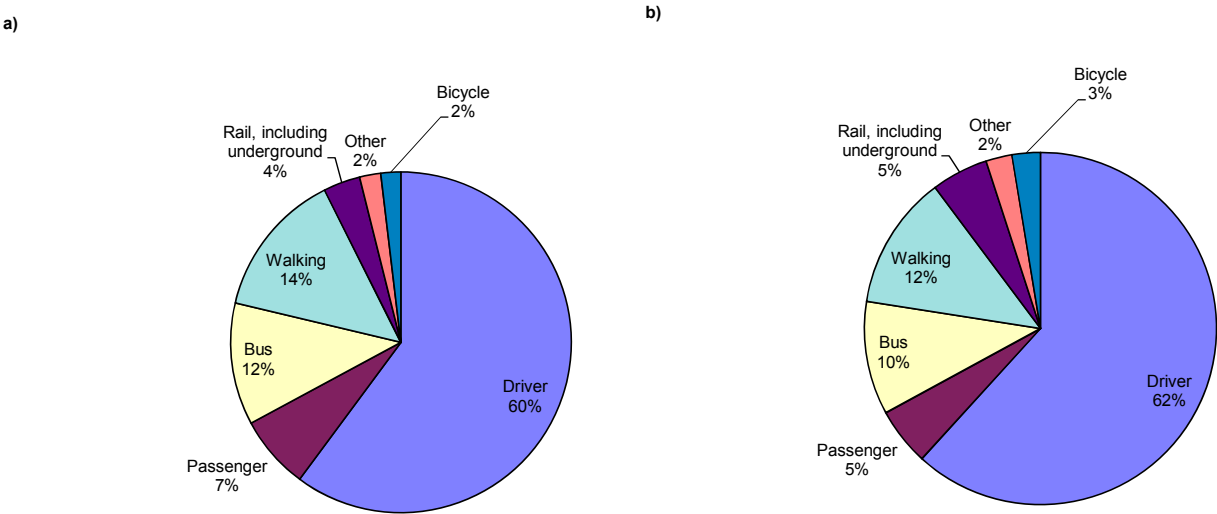 a)
Bicycle
2%
Rail, including
underground
4%
Other
2%
Walking
14%
Bus
12%
Driver
60%
Passenger
7%
b)
Bicycle
3%
Rail, including
underground
5%
Other
2%
Walking
12%
Bus
10%
Driver
62%
Passenger
5%